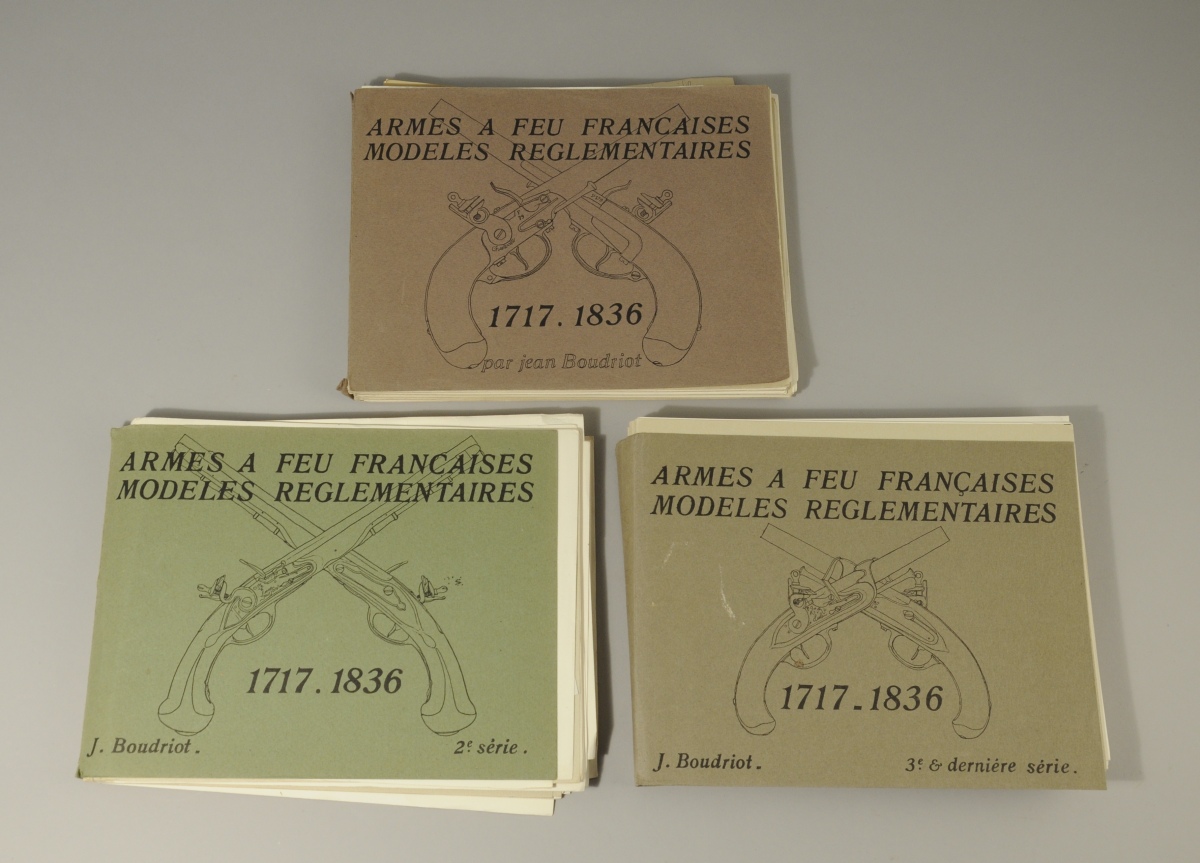 ARMES A FEU FRANCAISES
MODELES REGLEMENTAIRES
1717. 1836
par jean Boudriot
ARMES A FEU FRANCAISES
MODELES REGLEMENTAIRES
1717. 1836
J. Boudriot.
2e série.
ARMES A FEU FRANÇAISES
MODELES REGLEMENTAIRES
1717-1836
J. Boudriot.
3e & derniére série.